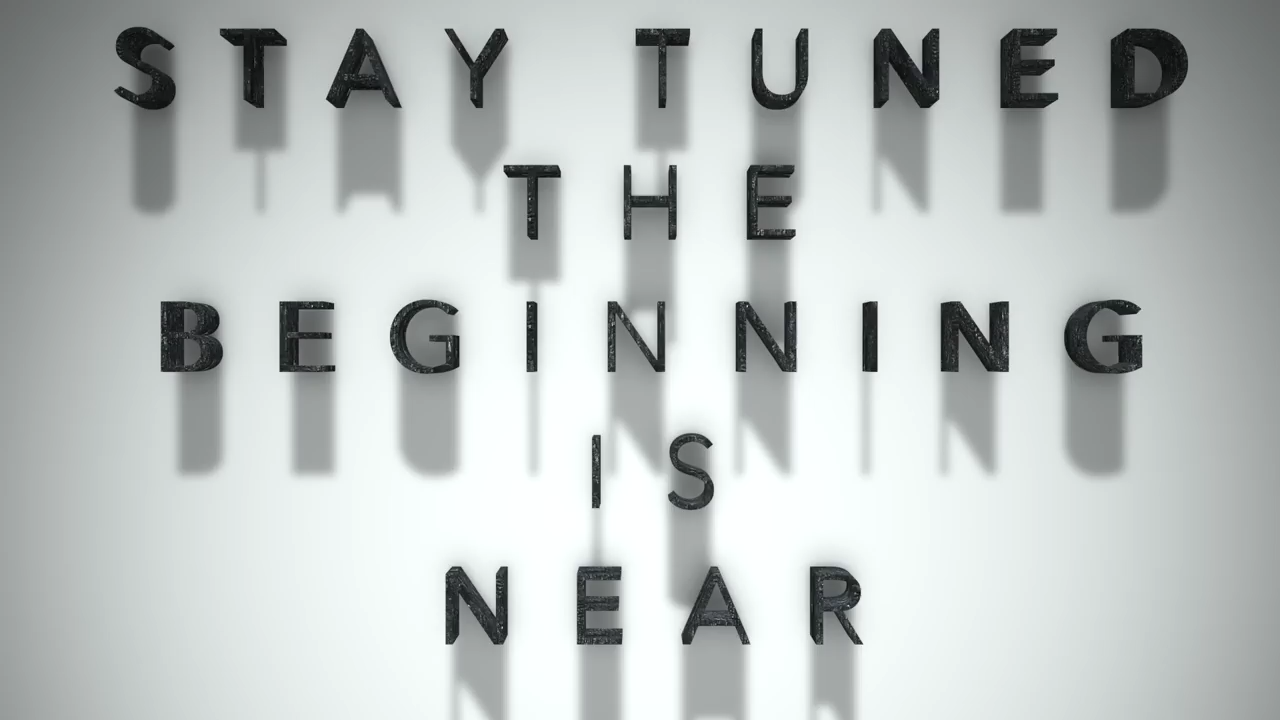 STAY TUNED
THE
BEGINNING
IS
NEAR